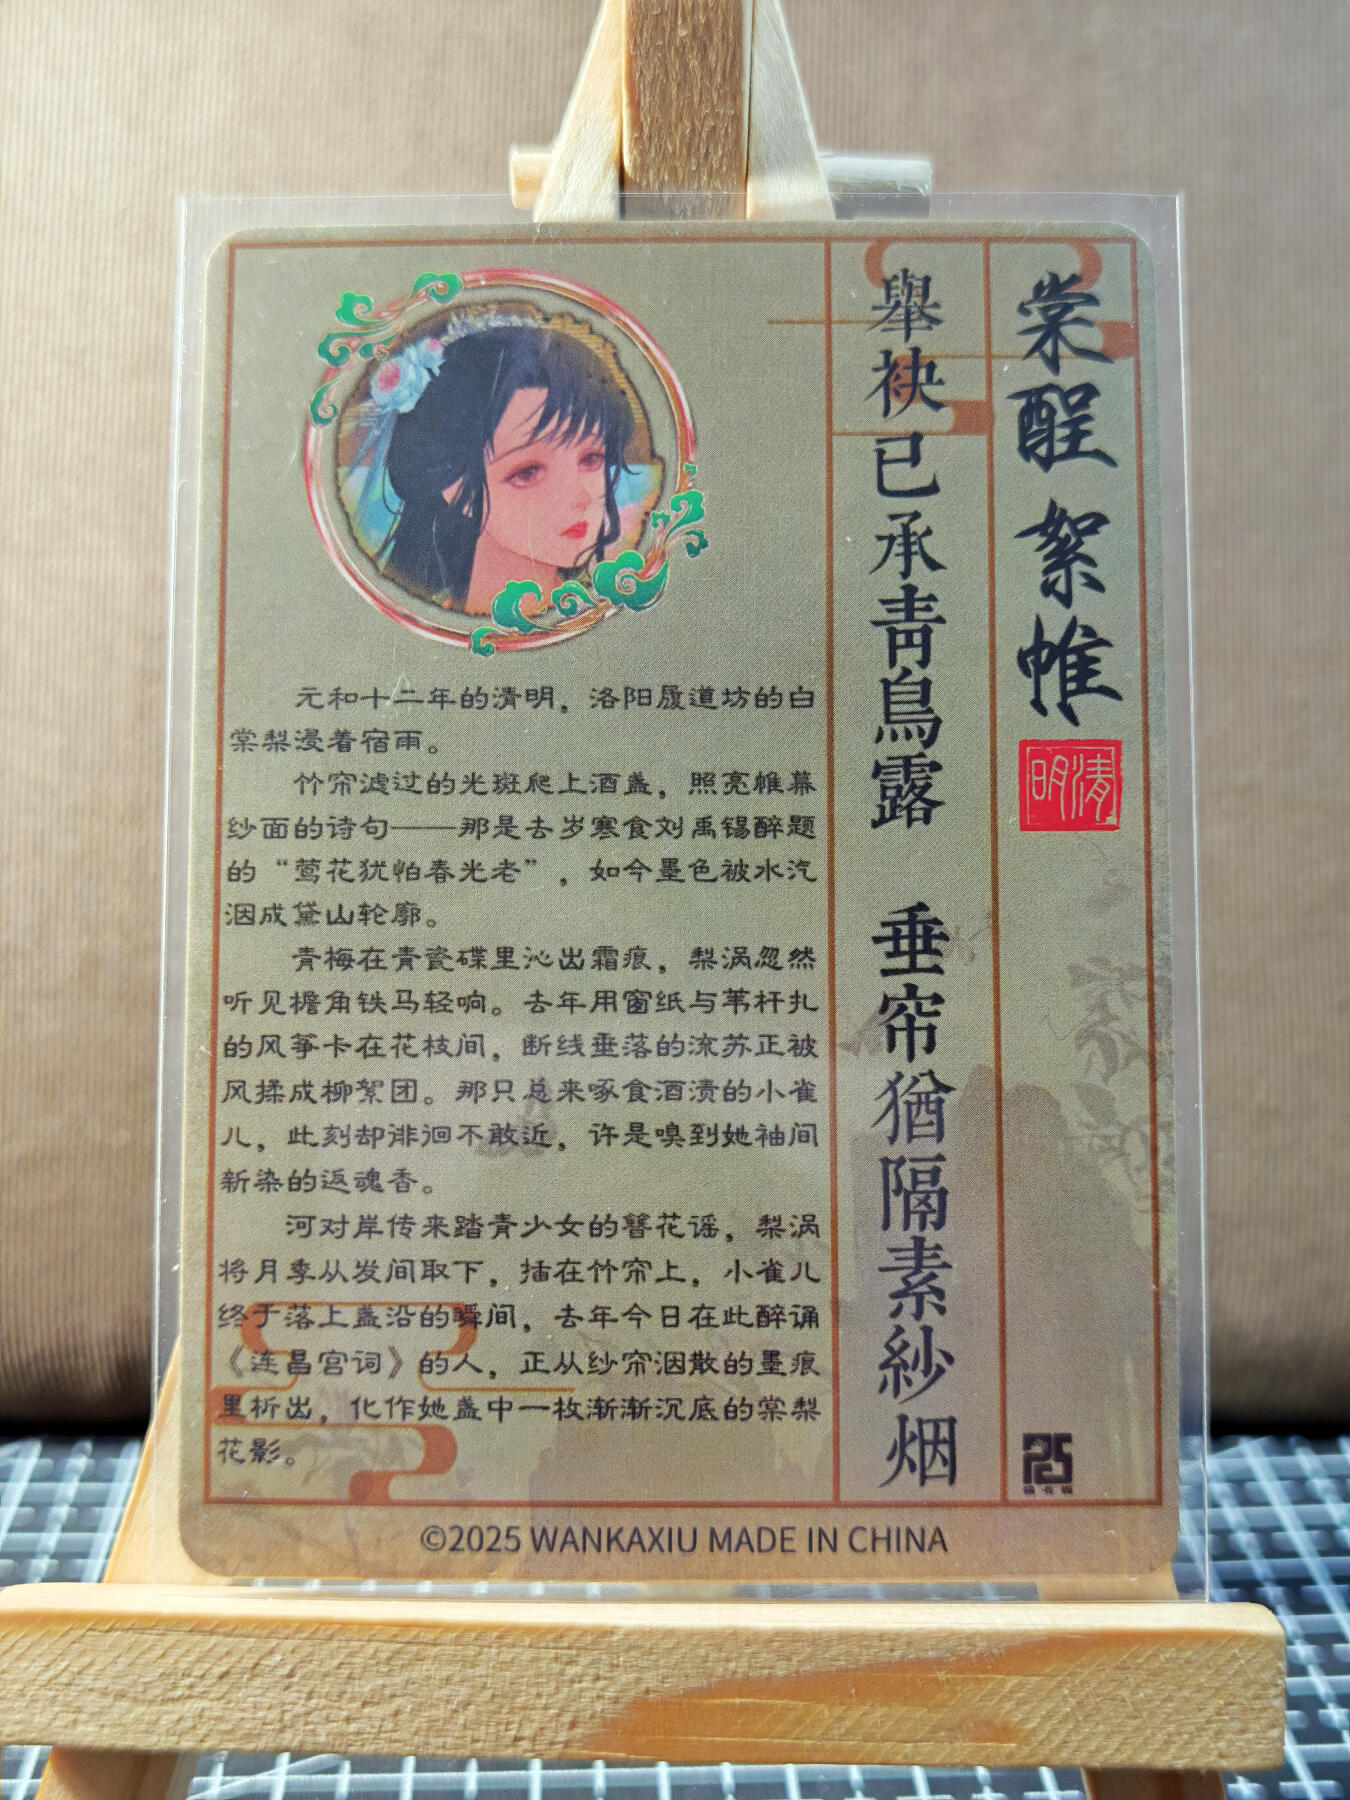 棠酲絮帷
清明
舉袂已承青鳥露　垂帘猶隔素紗烟
元和十二年的清明，洛阳履道坊的白
棠梨浸着宿雨。
竹帘滤过的光斑爬上酒盏，照亮帷幕
纱面的诗句——那是去岁寒食刘禹锡醉题
的“莺花犹怕春光老”，如今墨色被水汽
洇成黛山轮廓。
青梅在青瓷碟里沁出霜痕，梨涡忽然
听见檐角铁马轻响。去年用窗纸与苇杆扎
的风筝卡在花枝间，断线垂落的流苏正被
风揉成柳絮团。那只总来啄食酒渍的小雀
儿，此刻却徘徊不敢近，许是嗅到她袖间
新染的返魂香。
河对岸传来踏青少女的簪花谣，梨涡
将月季从发间取下，插在竹帘上，小雀儿
终于落上盏沿的瞬间，去年今日在此醉诵
《连昌宫词》的人，正从纱帘洇散的墨痕
里析出，化作她盏中一枚渐渐沉底的棠梨
花影。
©2025 WANKAXIU MADE IN CHINA